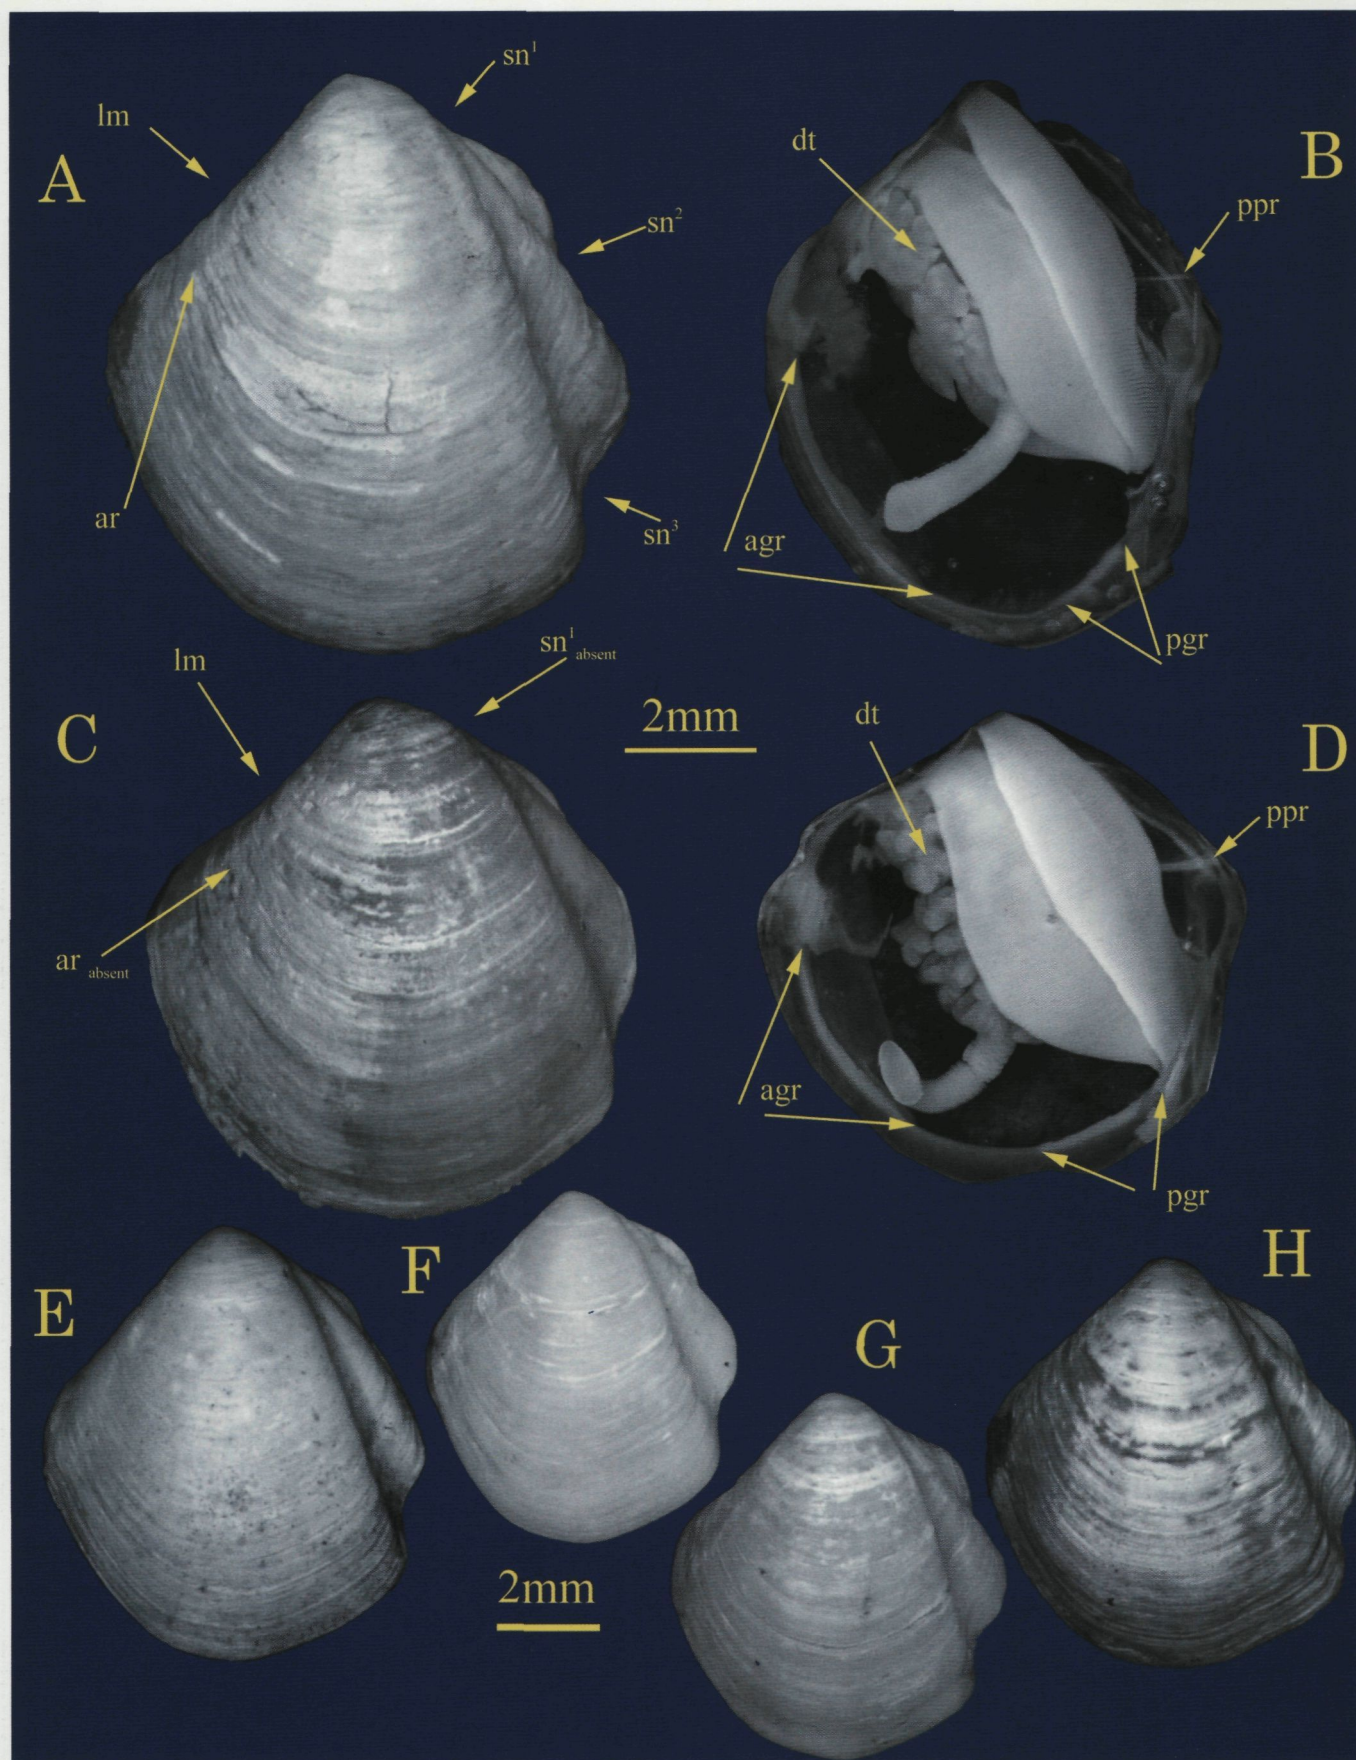 A
lm
sn¹
sn²
sn³
ar
B
dt
ppr
agr
pgr
C
lm
sn¹ absent
ar absent
2mm
D
dt
ppr
agr
pgr
E
F
G
H
2mm